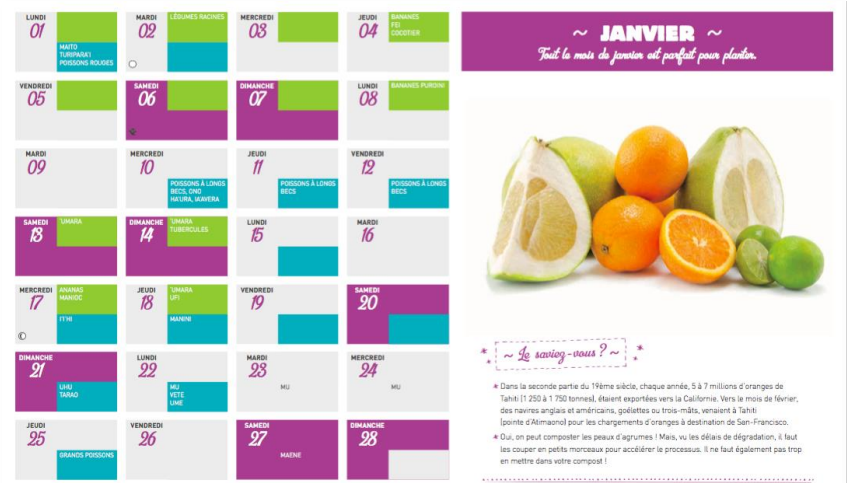 LUNDI
01
MAITO
TURIPARA'I
POISSONS ROUGES
MARDI
02
LÉGUMES RACINES
MERCREDI
03
JEUDI
04
BANANES
FEI
COCOTIER
VENDREDI
05
SAMEDI
06
DIMANCHE
07
LUNDI
08
BANANES PUROINI
MARDI
09
MERCREDI
10
POISSONS À LONGS
BECS, ONO
HA'URA, IA'AVERA
JEUDI
11
POISSONS À LONGS
BECS
VENDREDI
12
POISSONS À LONGS
BECS
SAMEDI
13
'UMARA
DIMANCHE
14
'UMARA
TUBERCULES
LUNDI
15
MARDI
16
MERCREDI
17
ANANAS
MANIOC
ITHI
JEUDI
18
'UMARA
UFI
MANINI
VENDREDI
19
SAMEDI
20
DIMANCHE
21
UHU
TARAO
LUNDI
22
MU
VETE
UME
MARDI
23
MU
MERCREDI
24
MU
JEUDI
25
GRANDS POISSONS
VENDREDI
26
SAMEDI
27
MAENE
DIMANCHE
28
~ JANVIER ~
Tout le mois de janvier est parfait pour planter.
~ Le saviez-vous ? ~
* Dans la seconde partie du 19ème siècle, chaque année, 5 à 7 millions d'oranges de
Tahiti (1 250 à 1 750 tonnes), étaient exportées vers la Californie. Vers le mois de février,
des navires anglais et américains, goélettes ou trois-mâts, venaient à Tahiti
(pointe d'Atimaono) pour les chargements d'oranges à destination de San-Francisco.
* Oui, on peut composter les peaux d'agrumes ! Mais, vu les délais de dégradation, il faut
les couper en petits morceaux pour accélérer le processus. Il ne faut également pas trop
en mettre dans votre compost !